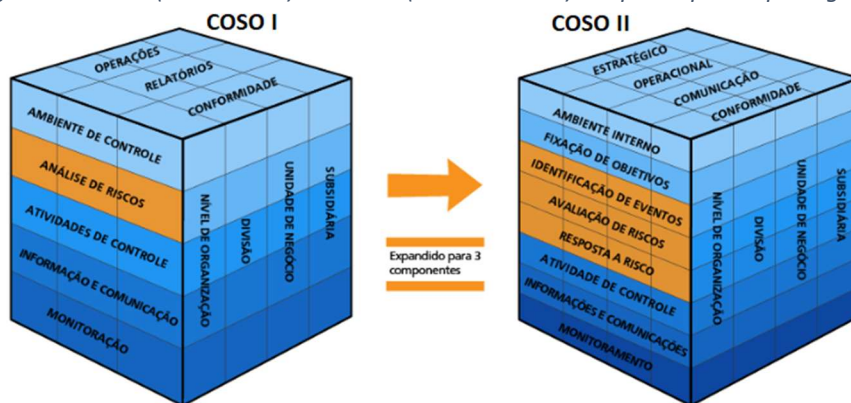 COSO I
OPERAÇÕES
RELATÓRIOS
CONFORMIDADE
AMBIENTE DE CONTROLE
ANÁLISE DE RISCOS
ATIVIDADES DE CONTROLE
INFORMAÇÃO E COMUNICAÇÃO
MONITORAÇÃO
NÍVEL DE ORGANIZAÇÃO
DIVISÃO
UNIDADE DE NEGÓCIO
SUBSIDIÁRIA
Expandido para 3
componentes
COSO II
ESTRATÉGICO
OPERACIONAL
COMUNICAÇÃO
CONFORMIDADE
AMBIENTE INTERNO
FIXAÇÃO DE OBJETIVOS
IDENTIFICAÇÃO DE EVENTOS
AVALIAÇÃO DE RISCOS
RESPOSTA A RISCO
ATIVIDADE DE CONTROLE
INFORMAÇÕES E COMUNICAÇÕES
MONITORAMENTO
NÍVEL DE ORGANIZAÇÃO
DIVISÃO
UNIDADE DE NEGÓCIO
SUBSIDIÁRIA